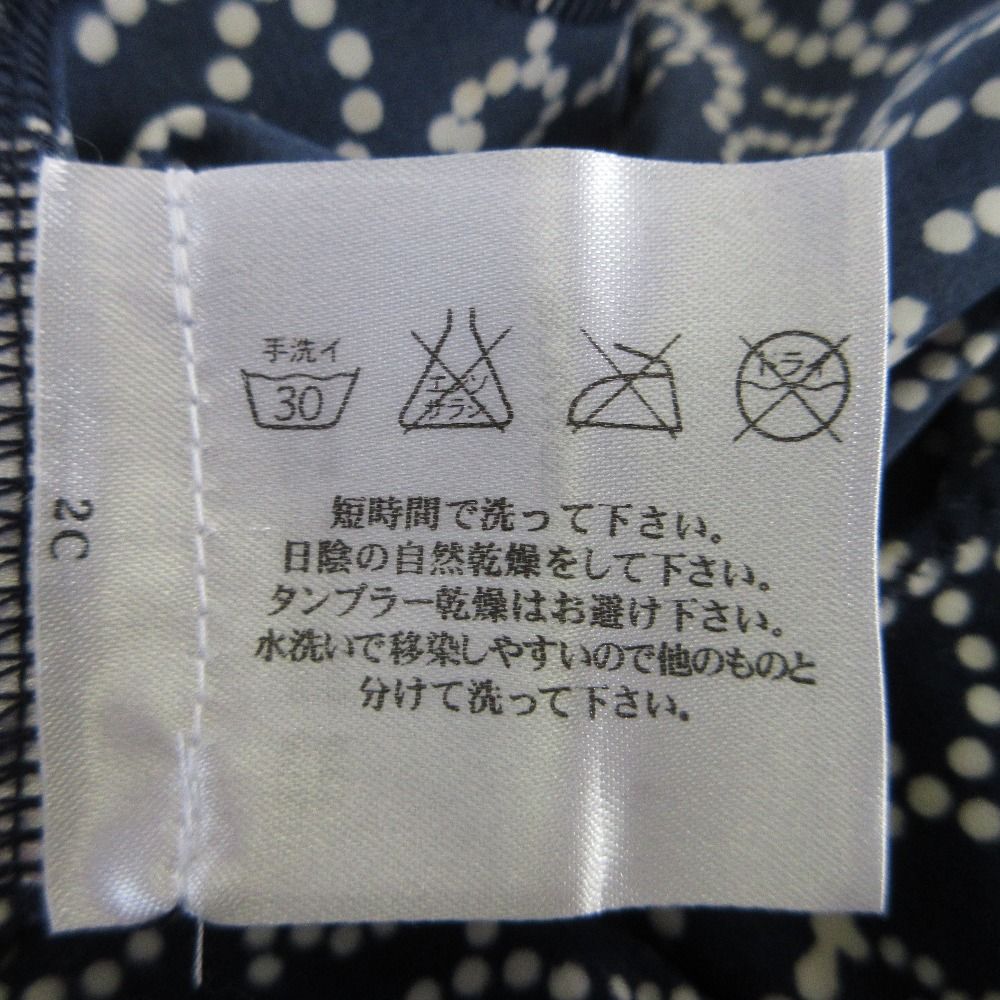 手洗イ
30
エンソ
サラシ
ドライ
短時間で洗って下さい。
日陰の自然乾燥をして下さい。
タンブラー乾燥はお避け下さい。
水洗いで移染しやすいので他のものと
分けて洗って下さい。
2C